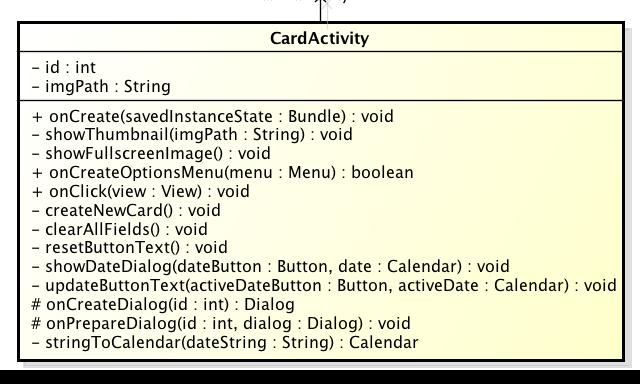 CardActivity
- id : int
- imgPath : String
+ onCreate(savedInstanceState : Bundle) : void
- showThumbnail(imgPath : String) : void
- showFullscreenImage() : void
+ onCreateOptionsMenu(menu : Menu) : boolean
+ onClick(view : View) : void
- createNewCard() : void
- clearAllFields() : void
- resetButtonText() : void
- showDateDialog(dateButton : Button, date : Calendar) : void
- updateButtonText(activeDateButton : Button, activeDate : Calendar) : void
# onCreateDialog(id : int) : Dialog
# onPrepareDialog(id : int, dialog : Dialog) : void
- stringToCalendar(dateString : String) : Calendar